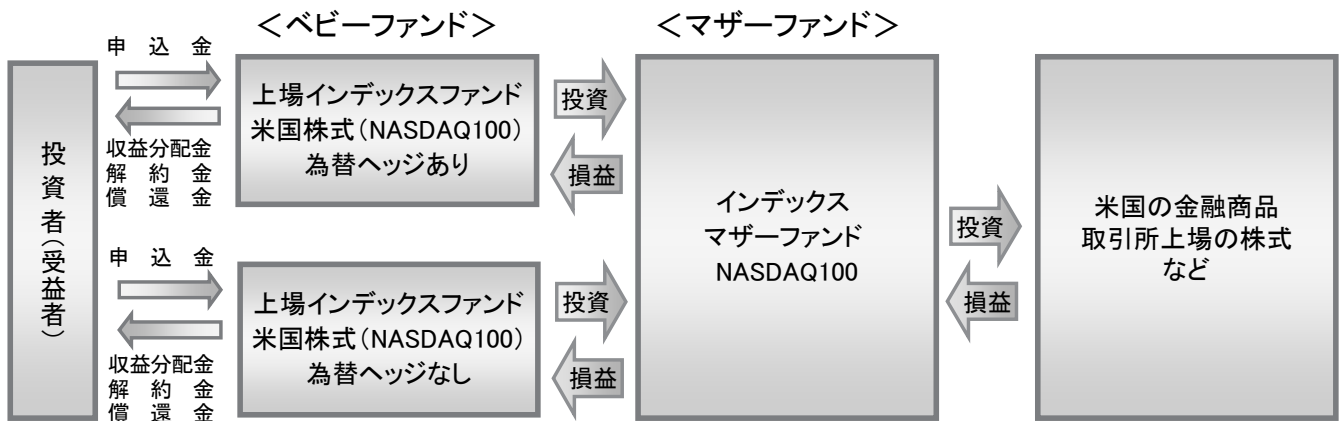 ＜ベビーファンド＞
＜マザーファンド＞
投資者(受益者)
申込金
収益分配金
解約金
償還金
上場インデックスファンド
米国株式(NASDAQ100)
為替ヘッジあり
投資
損益
申込金
収益分配金
解約金
償還金
上場インデックスファンド
米国株式(NASDAQ100)
為替ヘッジなし
投資
損益
インデックス
マザーファンド
NASDAQ100
投資
損益
米国の金融商品
取引所上場の株式
など